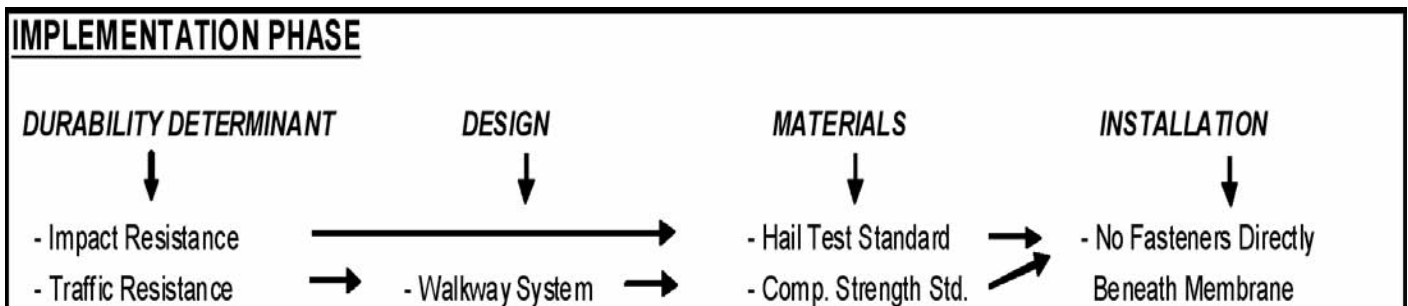 IMPLEMENTATION PHASE
DURABILITY DETERMINANT DESIGN MATERIALS INSTALLATION
- Impact Resistance - Hail Test Standard - No Fasteners Directly
- Traffic Resistance - Walkway System - Comp. Strength Std. Beneath Membrane